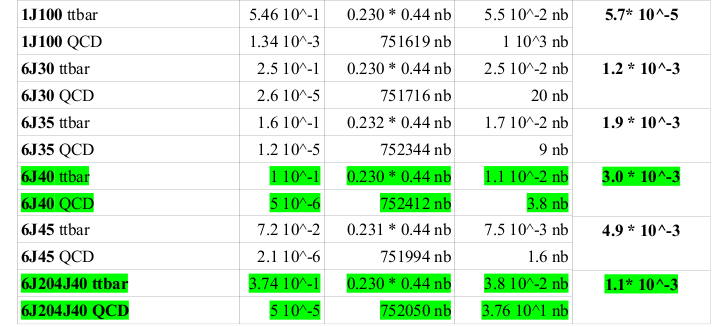 1J100 ttbar 5.46 10^-1 0.230 * 0.44 nb 5.5 10^-2 nb 5.7* 10^-5
1J100 QCD 1.34 10^-3 751619 nb 1 10^3 nb
6J30 ttbar 2.5 10^-1 0.230 * 0.44 nb 2.5 10^-2 nb 1.2 * 10^-3
6J30 QCD 2.6 10^-5 751716 nb 20 nb
6J35 ttbar 1.6 10^-1 0.232 * 0.44 nb 1.7 10^-2 nb 1.9 * 10^-3
6J35 QCD 1.2 10^-5 752344 nb 9 nb
6J40 ttbar 1 10^-1 0.230 * 0.44 nb 1.1 10^-2 nb 3.0 * 10^-3
6J40 QCD 5 10^-6 752412 nb 3.8 nb
6J45 ttbar 7.2 10^-2 0.231 * 0.44 nb 7.5 10^-3 nb 4.9 * 10^-3
6J45 QCD 2.1 10^-6 751994 nb 1.6 nb
6J204J40 ttbar 3.74 10^-1 0.230 * 0.44 nb 3.8 10^-2 nb 1.1* 10^-3
6J204J40 QCD 5 10^-5 752050 nb 3.76 10^1 nb